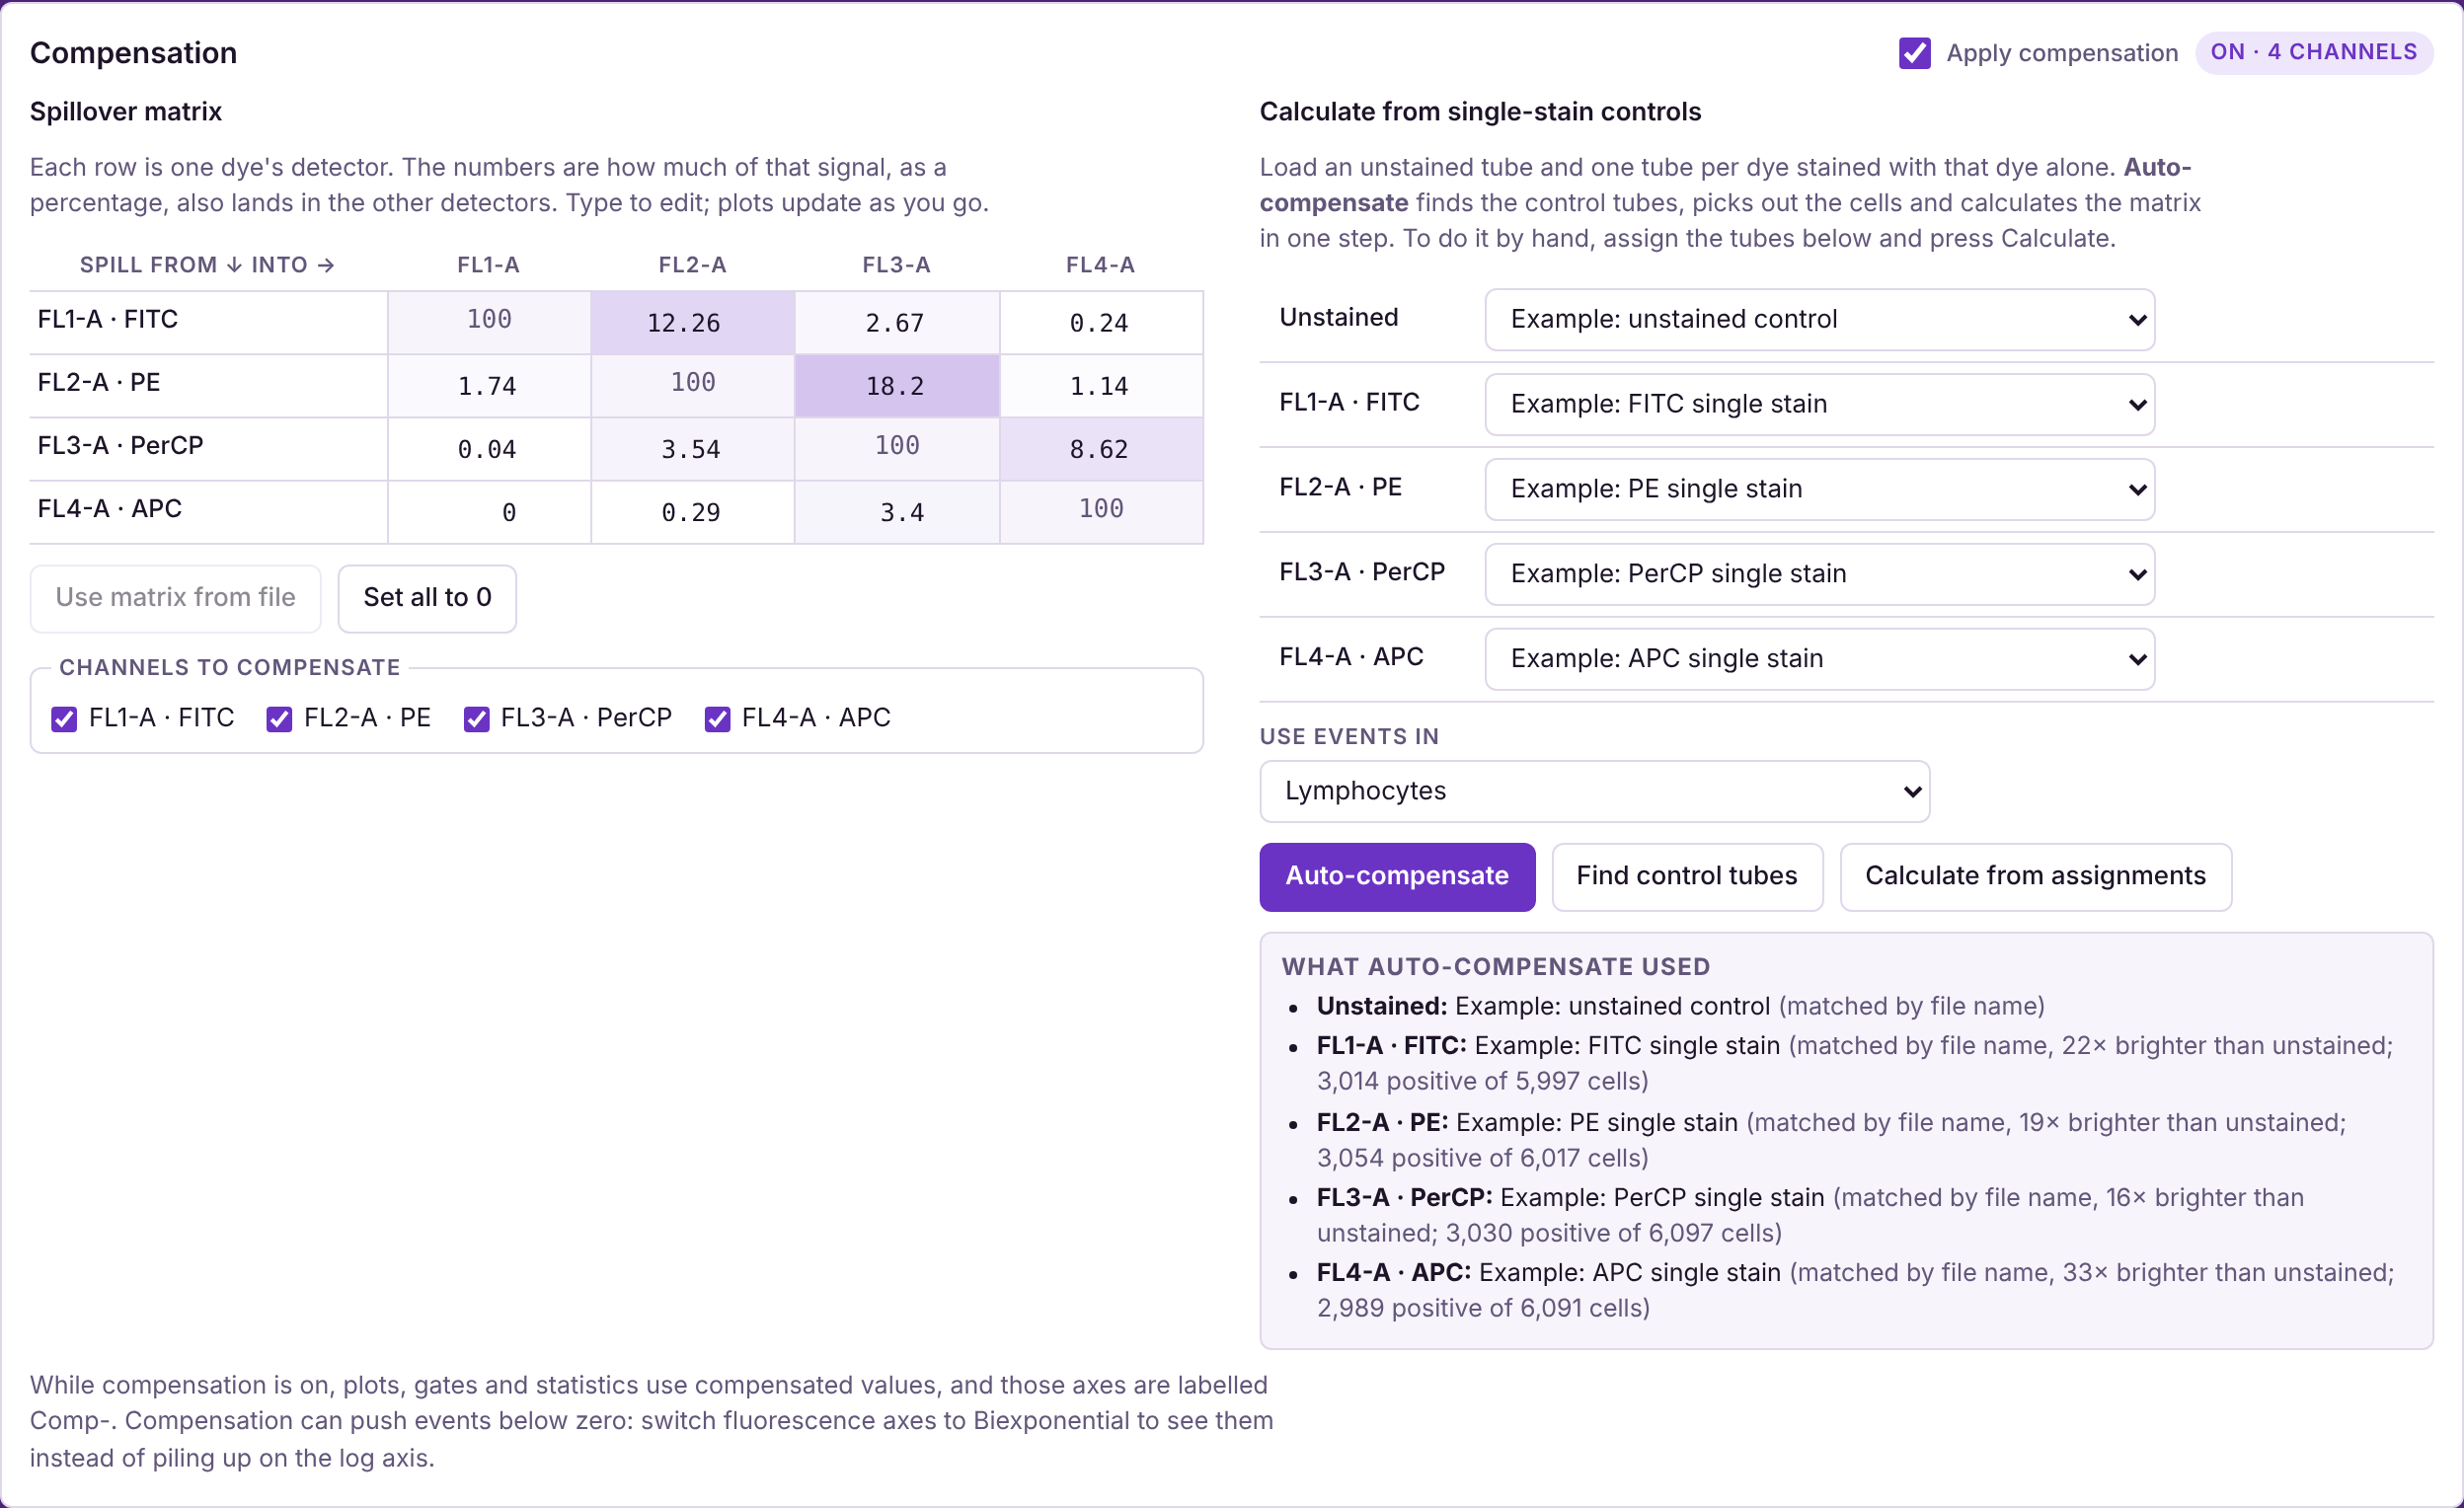 Compensation
Apply compensation
ON · 4 CHANNELS
Spillover matrix
Each row is one dye's detector. The numbers are how much of that signal, as a
percentage, also lands in the other detectors. Type to edit; plots update as you go.
SPILL FROM ↓ INTO → FL1-A FL2-A FL3-A FL4-A
FL1-A · FITC 100 12.26 2.67 0.24
FL2-A · PE 1.74 100 18.2 1.14
FL3-A · PerCP 0.04 3.54 100 8.62
FL4-A · APC 0 0.29 3.4 100
Use matrix from file
Set all to 0
CHANNELS TO COMPENSATE
FL1-A · FITC FL2-A · PE FL3-A · PerCP FL4-A · APC
Calculate from single-stain controls
Load an unstained tube and one tube per dye stained with that dye alone. Auto-
compensate finds the control tubes, picks out the cells and calculates the matrix
in one step. To do it by hand, assign the tubes below and press Calculate.
Unstained Example: unstained control
FL1-A · FITC Example: FITC single stain
FL2-A · PE Example: PE single stain
FL3-A · PerCP Example: PerCP single stain
FL4-A · APC Example: APC single stain
USE EVENTS IN
Lymphocytes
Auto-compensate
Find control tubes
Calculate from assignments
WHAT AUTO-COMPENSATE USED
• Unstained: Example: unstained control (matched by file name)
• FL1-A · FITC: Example: FITC single stain (matched by file name, 22× brighter than unstained;
3,014 positive of 5,997 cells)
• FL2-A · PE: Example: PE single stain (matched by file name, 19× brighter than unstained;
3,054 positive of 6,017 cells)
• FL3-A · PerCP: Example: PerCP single stain (matched by file name, 16× brighter than
unstained; 3,030 positive of 6,097 cells)
• FL4-A · APC: Example: APC single stain (matched by file name, 33× brighter than unstained;
2,989 positive of 6,091 cells)
While compensation is on, plots, gates and statistics use compensated values, and those axes are labelled
Comp-. Compensation can push events below zero: switch fluorescence axes to Biexponential to see them
instead of piling up on the log axis.